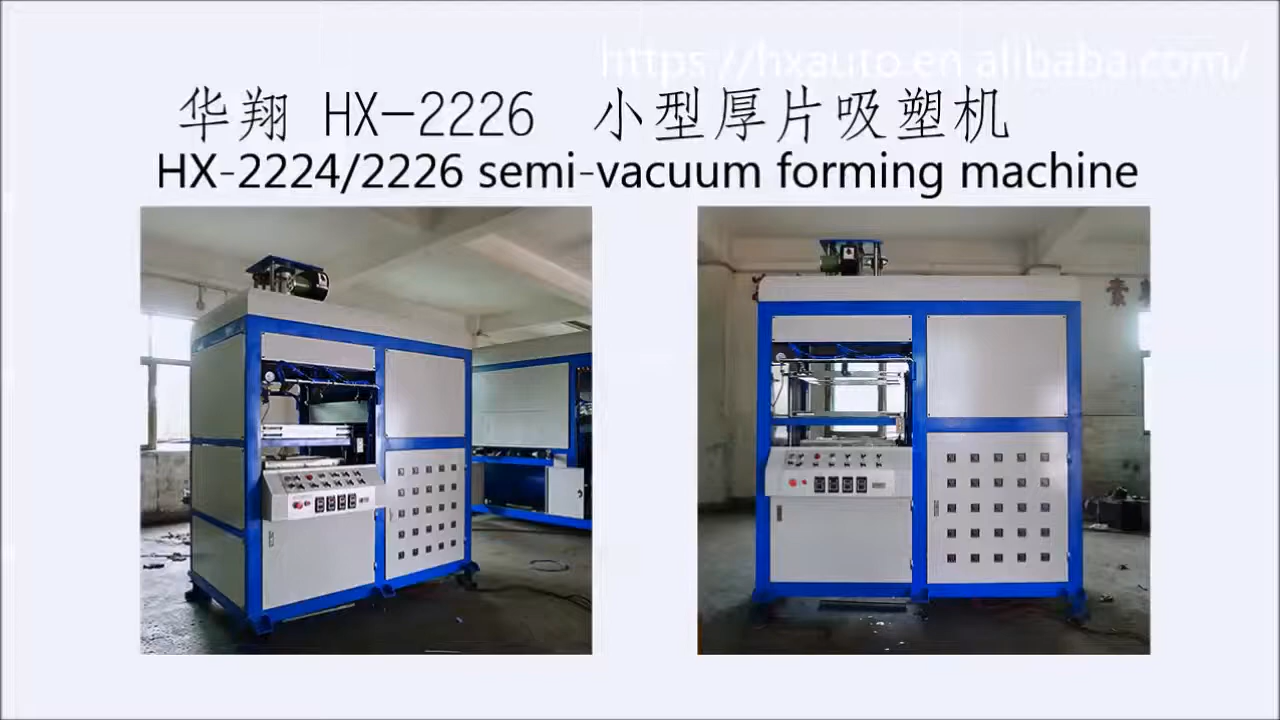 https://hxauto.en.alibaba.com/
华翔 HX-2226 小型厚片吸塑机
HX-2224/2226 semi-vacuum forming machine